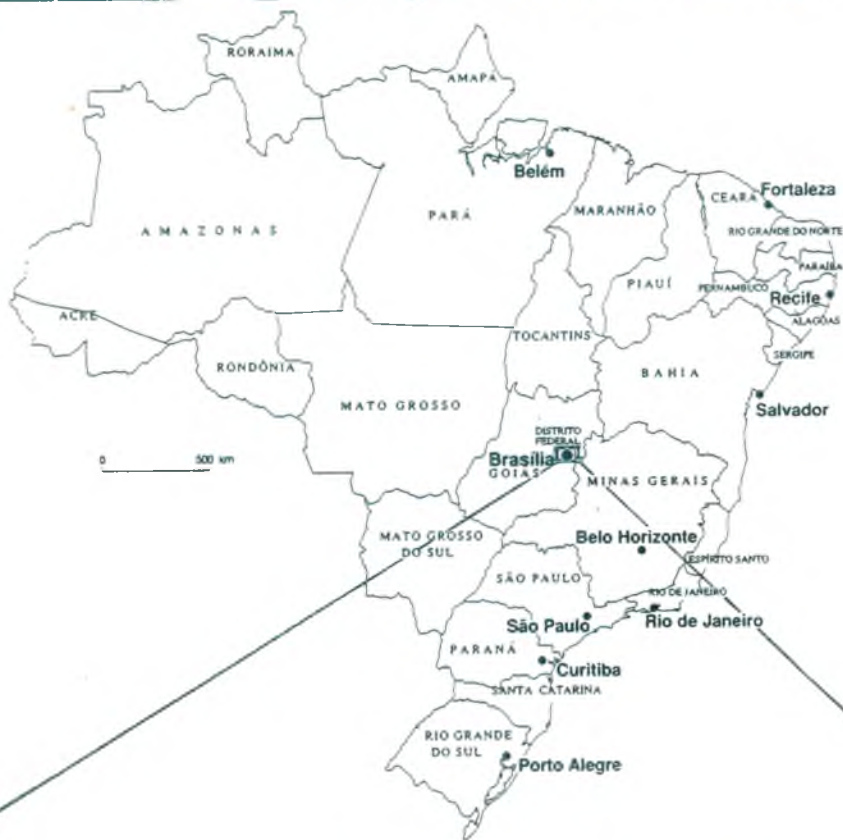 RORAIMA
AMAPÁ
Belém
CEARÁ
Fortaleza
MARANHÃO
PARÁ
RIO GRANDE DO NORTE
AMAZONAS
PARAÍBA
PIAUÍ
PERNAMBUCO
Recife
ACRE
ALAGOAS
TOCANTINS
SERGIPE
RONDÔNIA
BAHIA
MATO GROSSO
Salvador
DISTRITO
FEDERAL
Brasília
0 500 km
GOIÁS
MINAS GERAIS
MATO GROSSO
DO SUL
Belo Horizonte
ESPÍRITO SANTO
SÃO PAULO
RIO DE JANEIRO
São Paulo
Rio de Janeiro
PARANÁ
Curitiba
SANTA CATARINA
RIO GRANDE
DO SUL
Porto Alegre